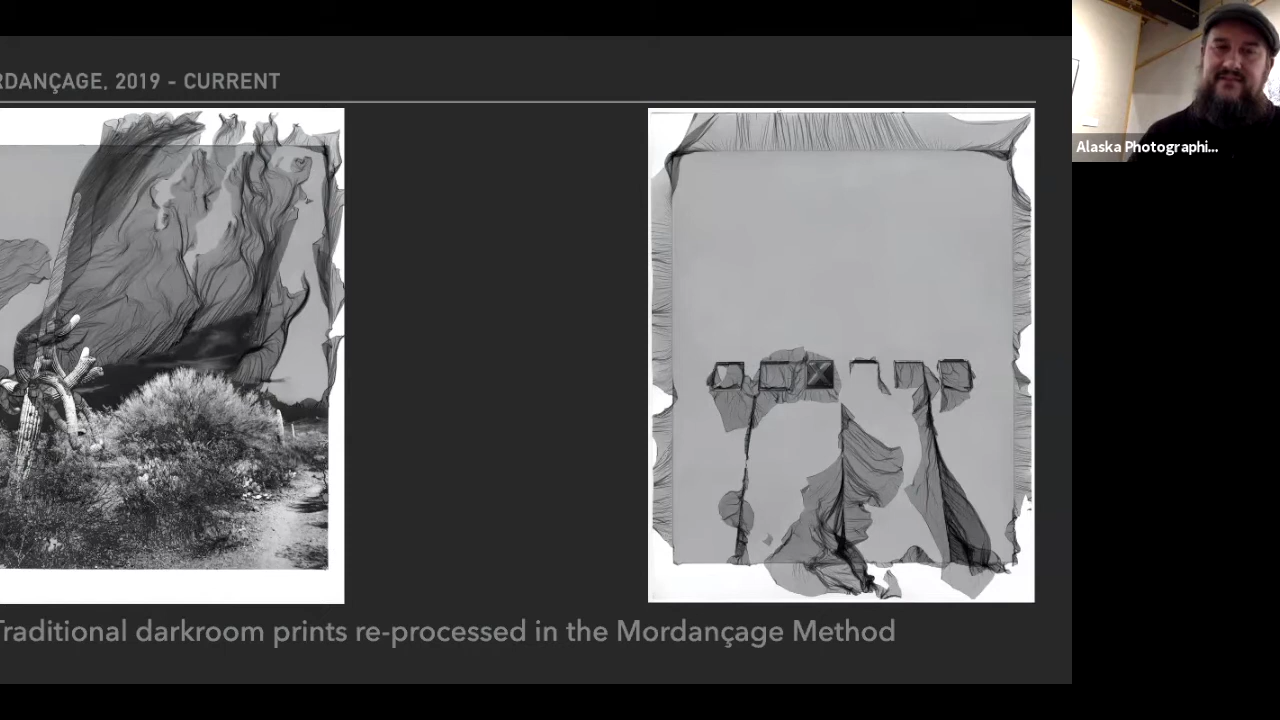 RDANÇAGE, 2019 - CURRENT
Alaska Photographi...
Traditional darkroom prints re-processed in the Mordançage Method